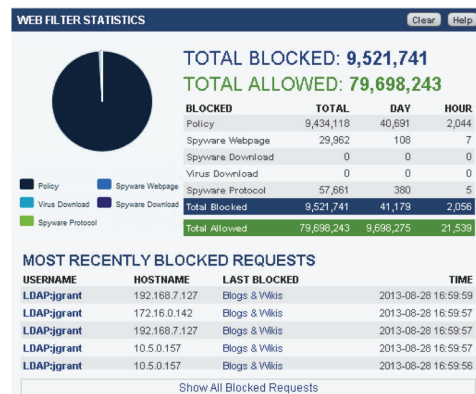 WEB FILTER STATISTICS Clear Help
TOTAL BLOCKED: 9,521,741
TOTAL ALLOWED: 79,698,243
BLOCKED TOTAL DAY HOUR
Policy 9,434,118 40,691 2,044
Spyware Webpage 29,962 108 7
Spyware Download 0 0 0
Virus Download 0 0 0
Spyware Protocol 57,661 380 5
Total Blocked 9,521,741 41,179 2,056
Total Allowed 79,698,243 9,698,275 21,539
Policy Spyware Webpage
Virus Download Spyware Download
Spyware Protocol
MOST RECENTLY BLOCKED REQUESTS
USERNAME HOSTNAME LAST BLOCKED TIME
LDAP:jgrant 192.168.7.127 Blogs & Wikis 2013-08-28 16:59:59
LDAP:jgrant 172.16.0.142 Blogs & Wikis 2013-08-28 16:59:57
LDAP:jgrant 192.168.7.127 Blogs & Wikis 2013-08-28 16:59:57
LDAP:jgrant 10.5.0.157 Blogs & Wikis 2013-08-28 16:59:57
LDAP:jgrant 10.5.0.157 Blogs & Wikis 2013-08-28 16:59:56
Show All Blocked Requests